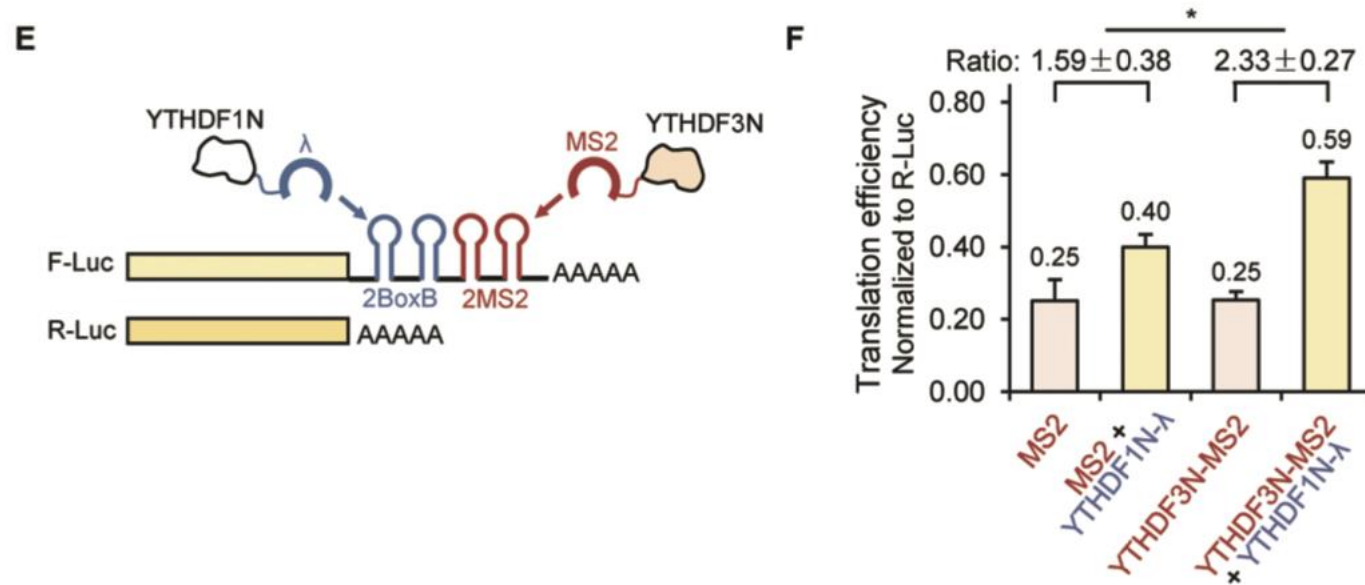 E
YTHDF1N
λ
MS2
YTHDF3N
F-Luc
AAAAA
2BoxB 2MS2
R-Luc
AAAAA
F
*
Ratio: 1.59±0.38 2.33±0.27
Translation efficiency
Normalized to R-Luc
0.80
0.60
0.40
0.20
0.00
0.25
0.40
0.25
0.59
MS2
MS2 +
YTHDF1N-λ
YTHDF3N-MS2
YTHDF3N-MS2
+ YTHDF1N-λ